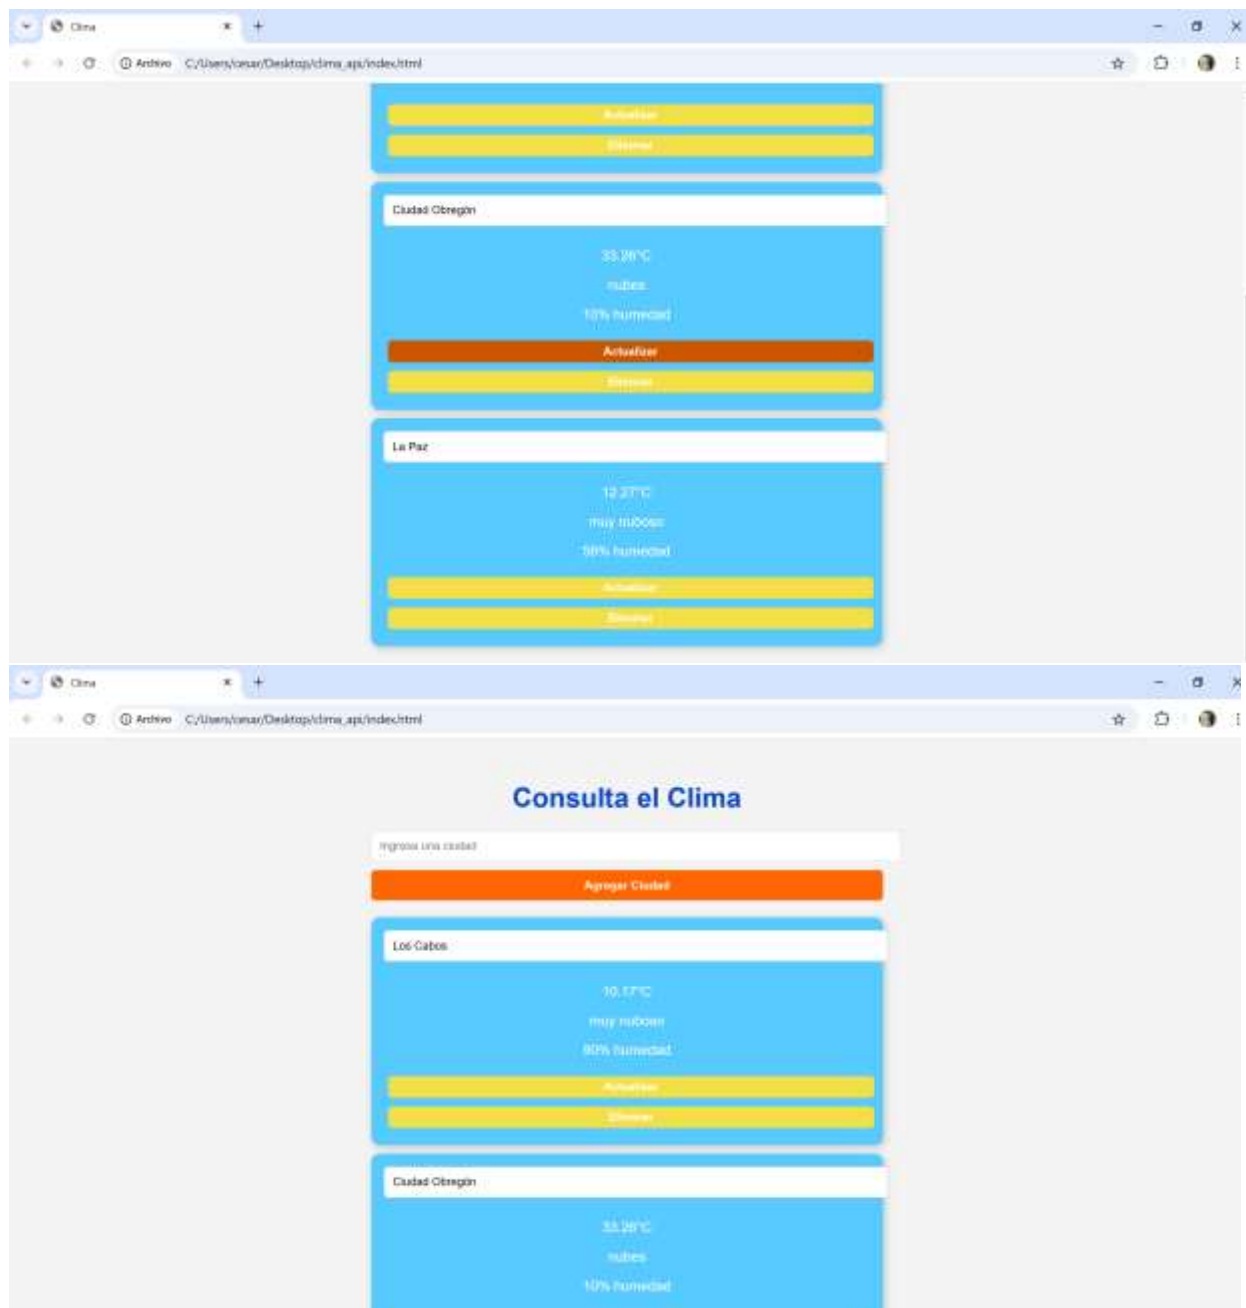 Clima
Archivo C:/Users/cesar/Desktop/clima_api/index.html
Actualizar
Eliminar
Ciudad Obregón
33.26°C
nubes
10% humedad
Actualizar
Eliminar
La Paz
12.27°C
muy nuboso
Actualizar
Eliminar
Clima
Archivo C:/Users/cesar/Desktop/clima_api/index.html
Consulta el Clima
Ingresa una ciudad
Agregar Ciudad
Los Cabos
10.17°C
muy nuboso
humedad
Actualizar
Eliminar
Ciudad Obregón
33.26°C
nubes
10% humedad